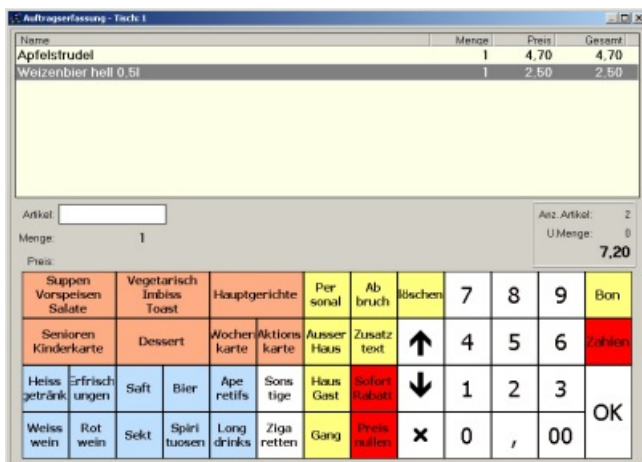 Auftragserfassung - Tisch: 1
Name Menge Preis Gesamt
Apfelstrudel 1 4,70 4,70
Weizenbier hell 0,5l 1 2,50 2,50
Artikel:
Menge: 1
Preis:
Anz. Artikel: 2
U.Menge: 0
7,20
Suppen
Vorspeisen
Salate
Vegetarisch
Imbiss
Toast
Hauptgerichte
Per
sonal
Ab
bruch
löschen
7
8
9
Bon
Senioren
Kinderkarte
Dessert
Wochen
karte
Aktions
karte
Ausser
Haus
Zusatz
text
4
5
6
Zahlen
Heiss
getränk
Erfrisch
ungen
Saft
Bier
Ape
retifs
Sons
tige
Haus
Gast
Sofort
Rabatt
1
2
3
OK
Weiss
wein
Rot
wein
Sekt
Spiri
tuosen
Long
drinks
Ziga
retten
Gang
Preis
nullen
0
,
00